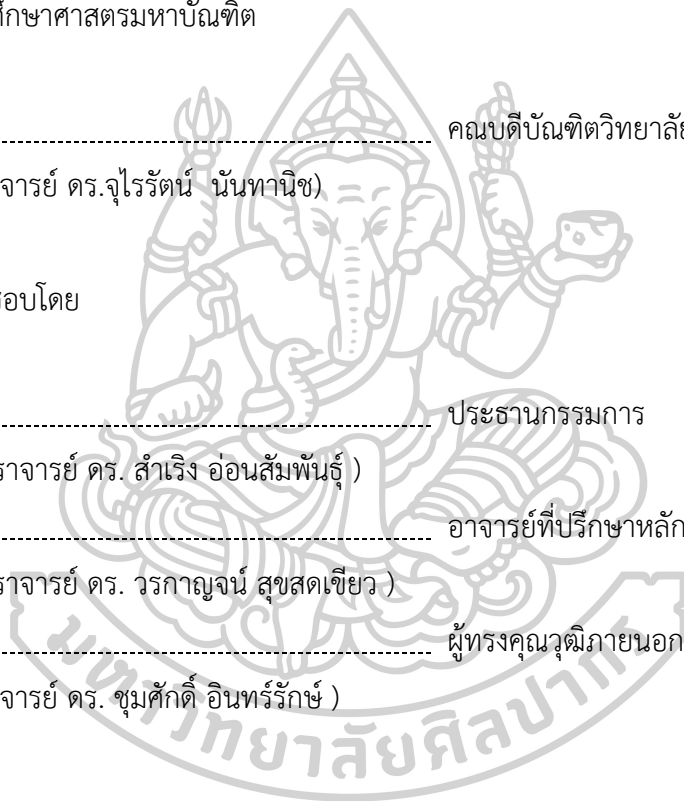 ศึกษาศาสตรมหาบัณฑิต
คณบดีบัณฑิตวิทยาลัย
จารย์ ดร.จุไรรัตน์ นันทานิช)
สอบโดย
ประธานกรรมการ
ราจารย์ ดร. สำเริง อ่อนสัมพันธุ์ )
อาจารย์ที่ปรึกษาหลัก
ราจารย์ ดร. วรกาญจน์ สุขสดเขียว )
ผู้ทรงคุณวุฒิภายนอก
จารย์ ดร. ชุมศักดิ์ อินทร์รักษ์ )
มหาวิทยาลัยศิลปากร